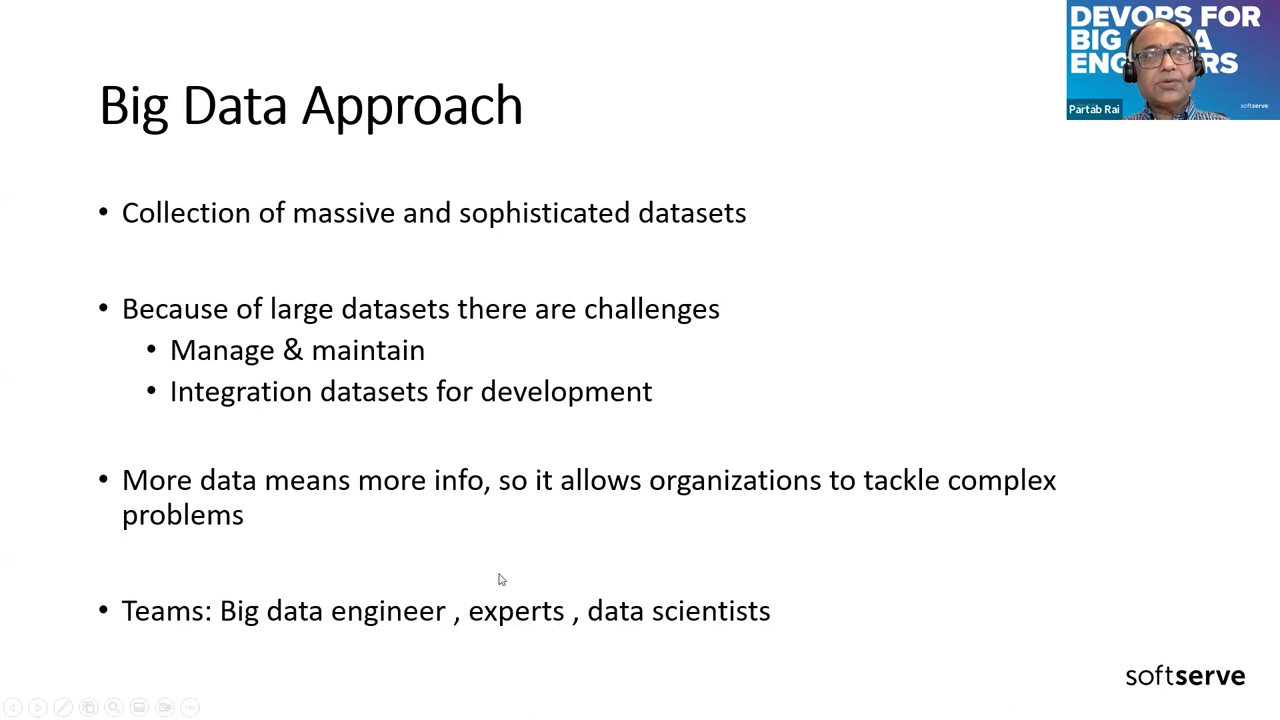 DEVOPS FOR
BIG DATA
ENGINEERS
Partab Rai
softserve
Big Data Approach
• Collection of massive and sophisticated datasets
• Because of large datasets there are challenges
• Manage & maintain
• Integration datasets for development
• More data means more info, so it allows organizations to tackle complex
problems
• Teams: Big data engineer , experts , data scientists
softserve